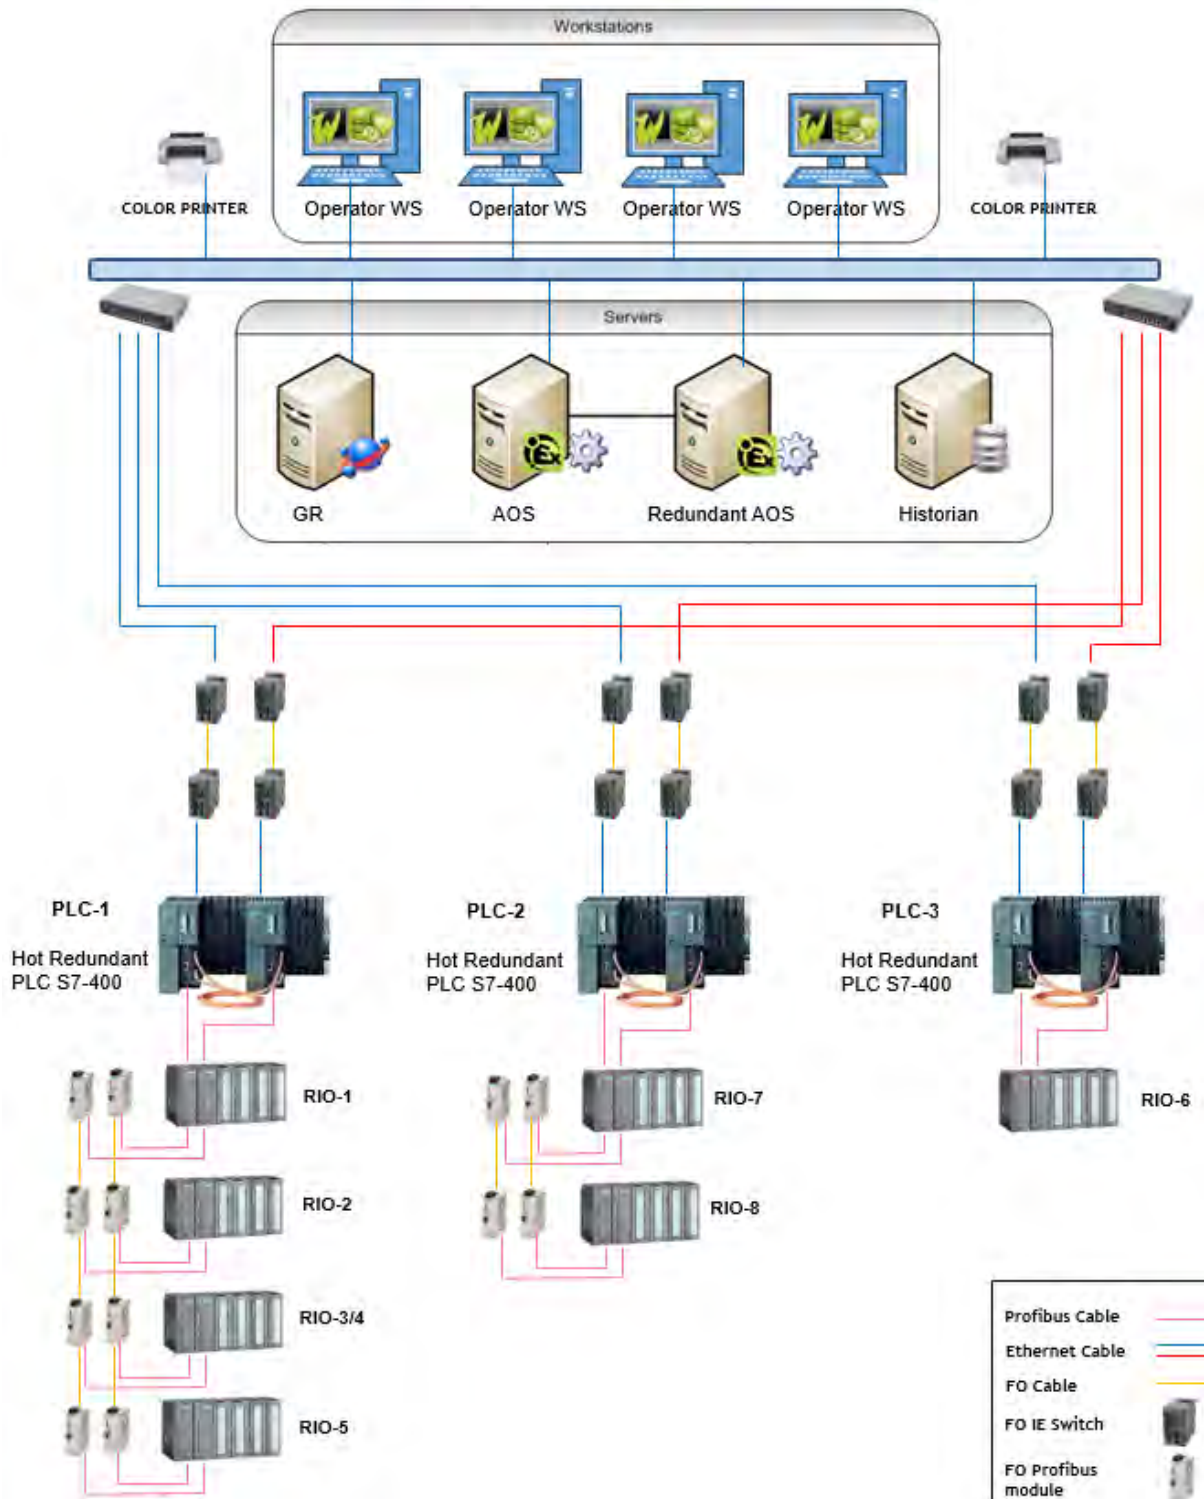 Workstations
COLOR PRINTER
Operator WS
Operator WS
Operator WS
Operator WS
COLOR PRINTER
Servers
Ex
Ex
GR
AOS
Redundant AOS
Historian
PLC-1
Hot Redundant
PLC S7-400
PLC-2
Hot Redundant
PLC S7-400
PLC-3
Hot Redundant
PLC S7-400
RIO-1
RIO-7
RIO-6
RIO-2
RIO-8
RIO-3/4
RIO-5
Profibus Cable
Ethernet Cable
FO Cable
FO IE Switch
FO Profibus
module